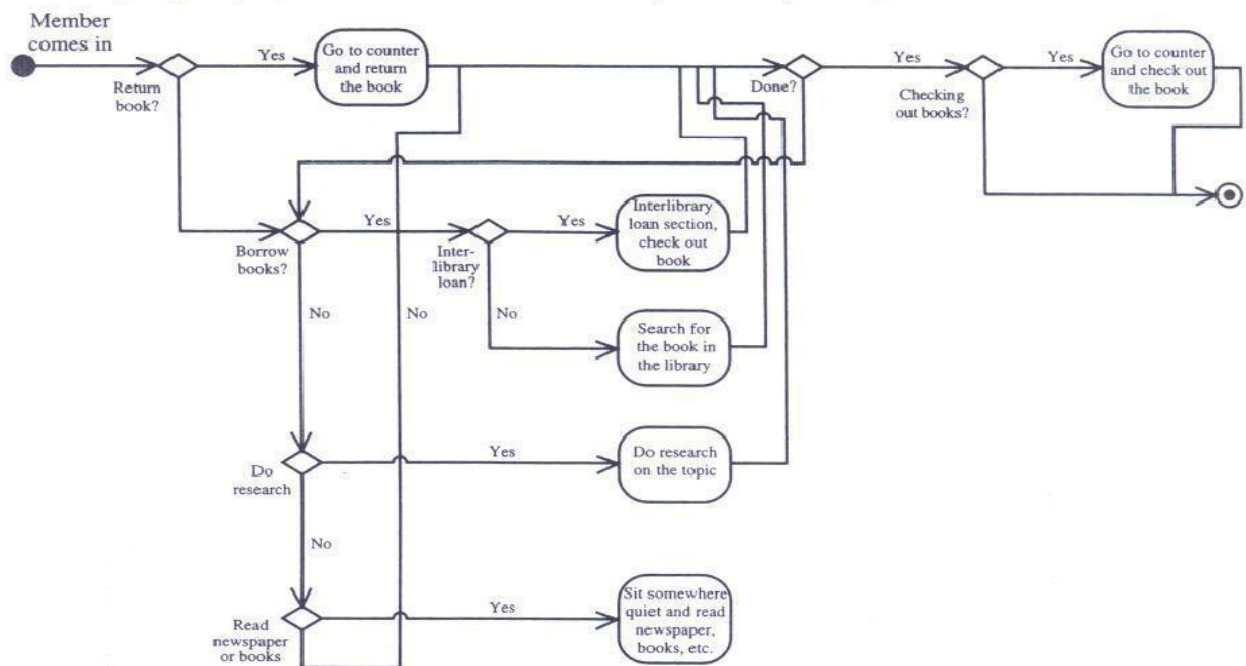 Member
comes in
Return
book?
Yes
Go to counter
and return
the book
Done?
Yes
Checking
out books?
Yes
Go to counter
and check out
the book
Borrow
books?
Yes
Inter-
library
loan?
Yes
Interlibrary
loan section,
check out
book
No
No
No
Search for
the book in
the library
Do
research
Yes
Do research
on the topic
No
Read
newspaper
or books
Yes
Sit somewhere
quiet and read
newspaper,
books, etc.